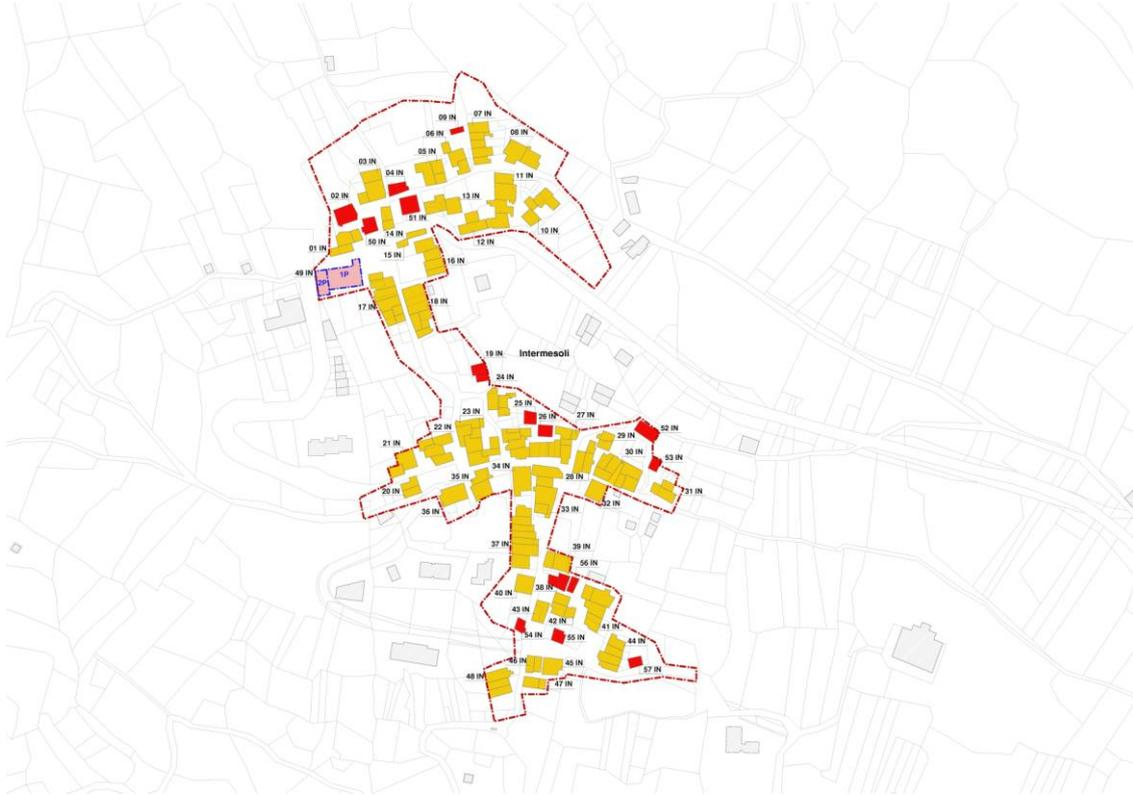 09 IN
07 IN
06 IN
08 IN
05 IN
03 IN
04 IN
11 IN
02 IN
13 IN
51 IN
14 IN
50 IN
10 IN
12 IN
01 IN
15 IN
16 IN
49 IN
1P
2P
18 IN
17 IN
19 IN
Intermesoli
24 IN
25 IN
23 IN
26 IN
27 IN
22 IN
52 IN
29 IN
21 IN
30 IN
53 IN
34 IN
35 IN
28 IN
20 IN
31 IN
32 IN
36 IN
33 IN
37 IN
39 IN
56 IN
38 IN
40 IN
43 IN
42 IN
41 IN
54 IN
55 IN
44 IN
46 IN
45 IN
57 IN
48 IN
47 IN